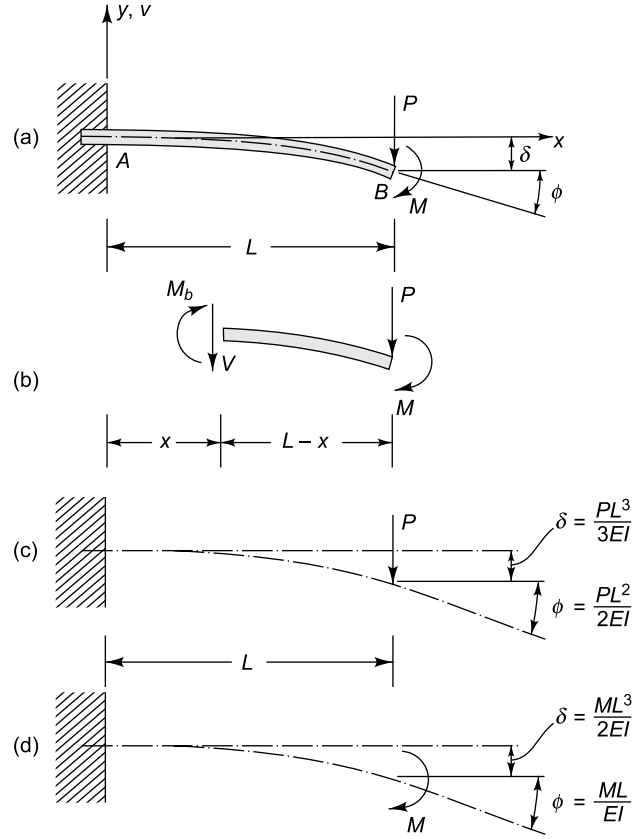 y, v
P
(a)
x
δ
A
B
M
ϕ
L
M_b
P
V
(b)
M
x
L − x
P
δ = PL³/3EI
(c)
ϕ = PL²/2EI
L
δ = ML³/2EI
(d)
M
ϕ = ML/EI